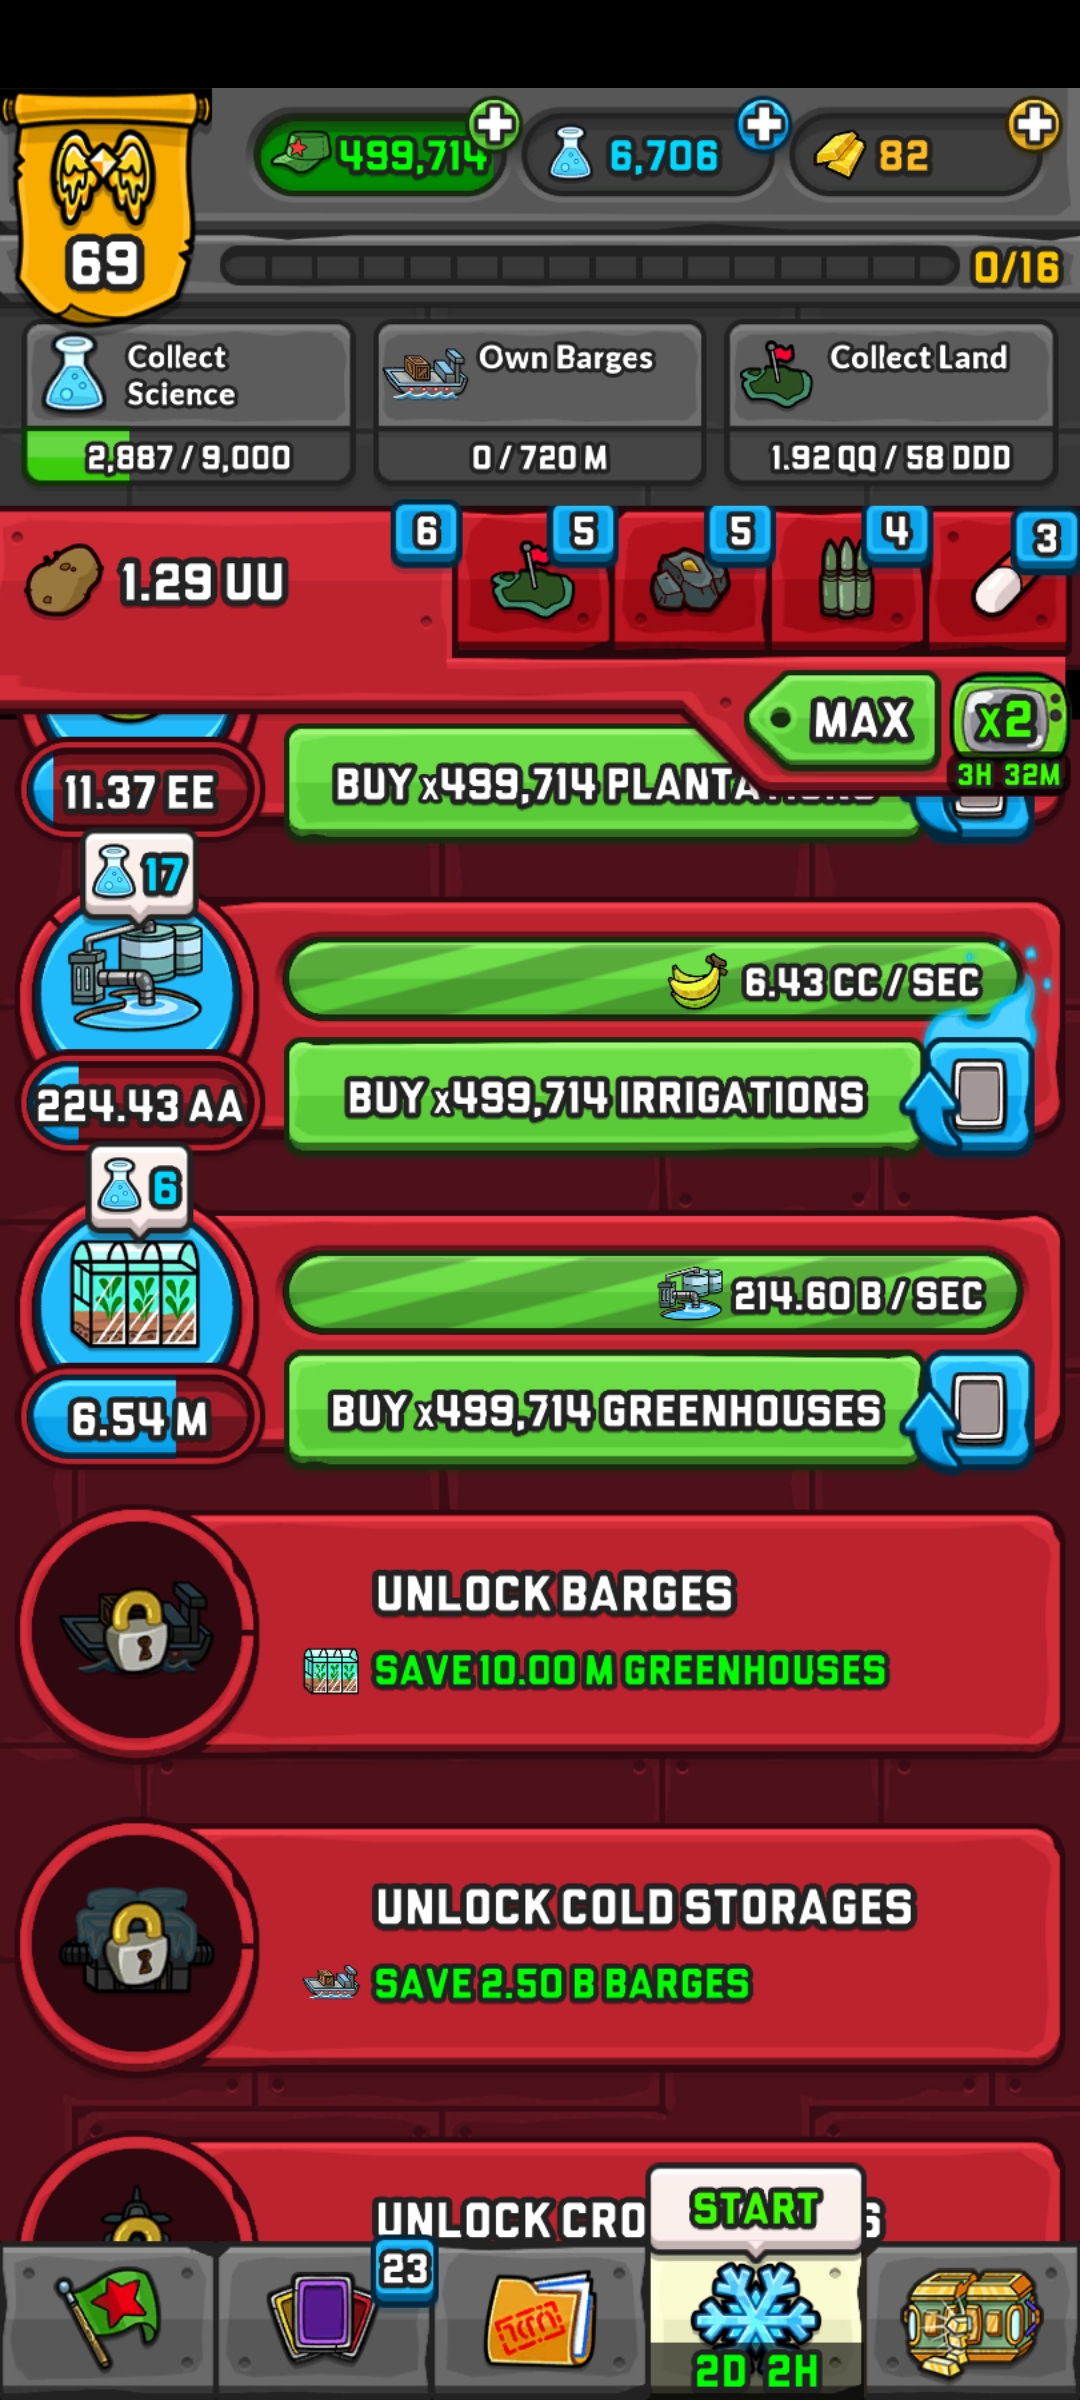 499,714
6,706
82
69
0/16
Collect
Science
2,887 / 9,000
Own Barges
0 / 720 M
Collect Land
1.92 QQ / 58 DDD
1.29 UU
6
5
5
4
3
MAX
x2
3H 32M
11.37 EE
BUY x499,714
17
6.43 CC / SEC
224.43 AA
BUY x499,714 IRRIGATIONS
6
214.60 B / SEC
6.54 M
BUY x499,714 GREENHOUSES
UNLOCK BARGES
SAVE 10.00 M GREENHOUSES
UNLOCK COLD STORAGES
SAVE 2.50 B BARGES
UNLOCK
START
23
2D 2H